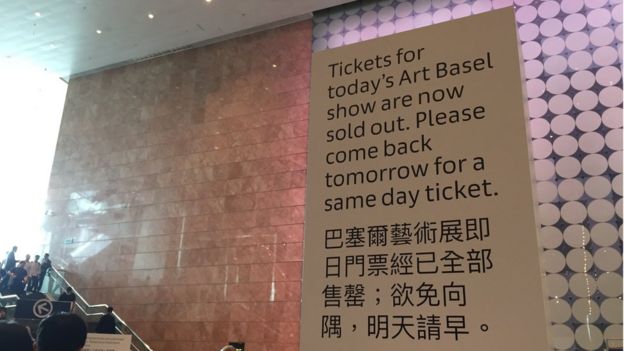 Tickets for
today's Art Basel
show are now
sold out. Please
come back
tomorrow for a
same day ticket.
巴塞爾藝術展即
日門票經已全部
售罄；欲免向
隅，明天請早。